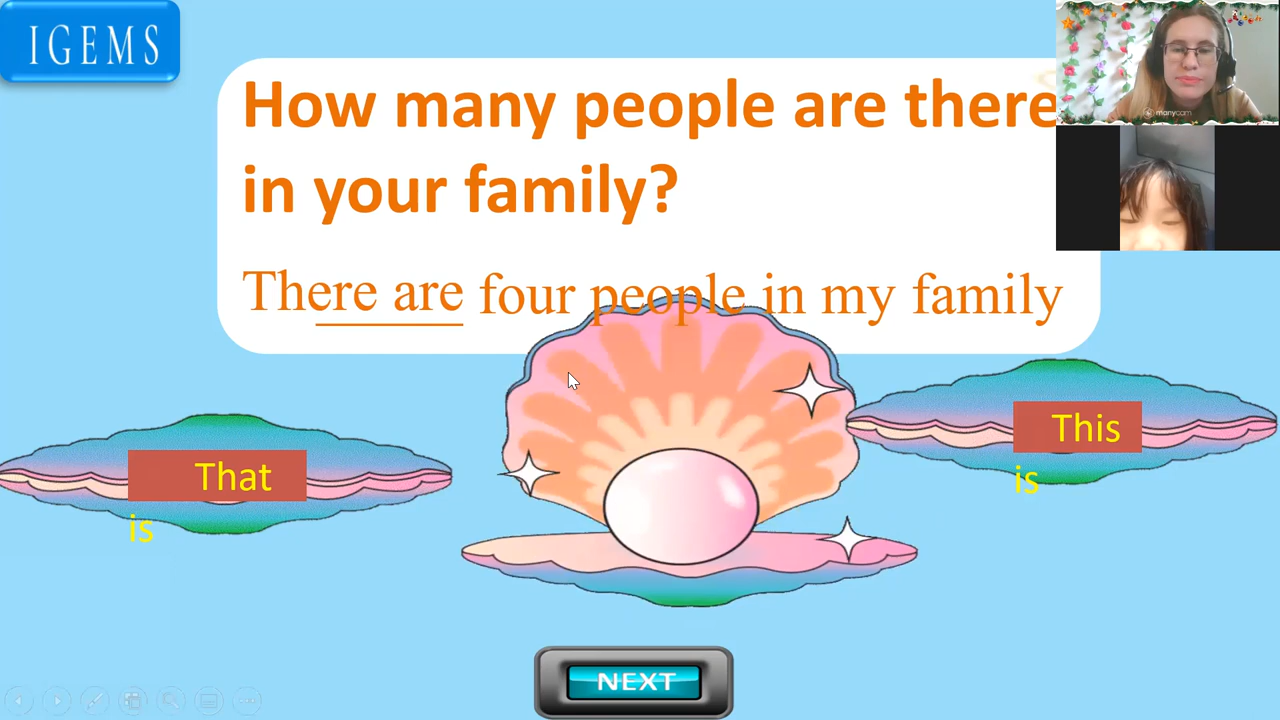 IGEMS
How many people are there
in your family?
There are four people in my family
manycam
That
is
This
is
NEXT